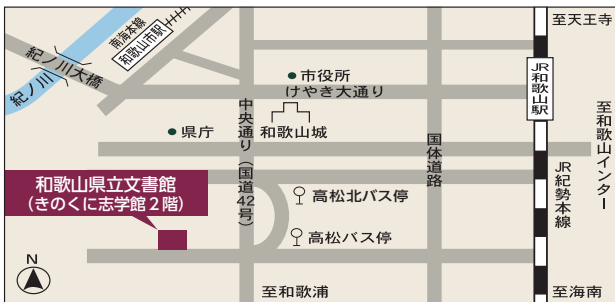 至天王寺
南海本線
和歌山市駅
紀ノ川大橋
紀ノ川
市役所
けやき大通り
JR和歌山駅
県庁
和歌山城
中央通り（国道42号）
国体道路
至和歌山インター
JR紀勢本線
和歌山県立文書館
（きのくに志学館２階）
高松北バス停
高松バス停
N
至和歌浦
至海南